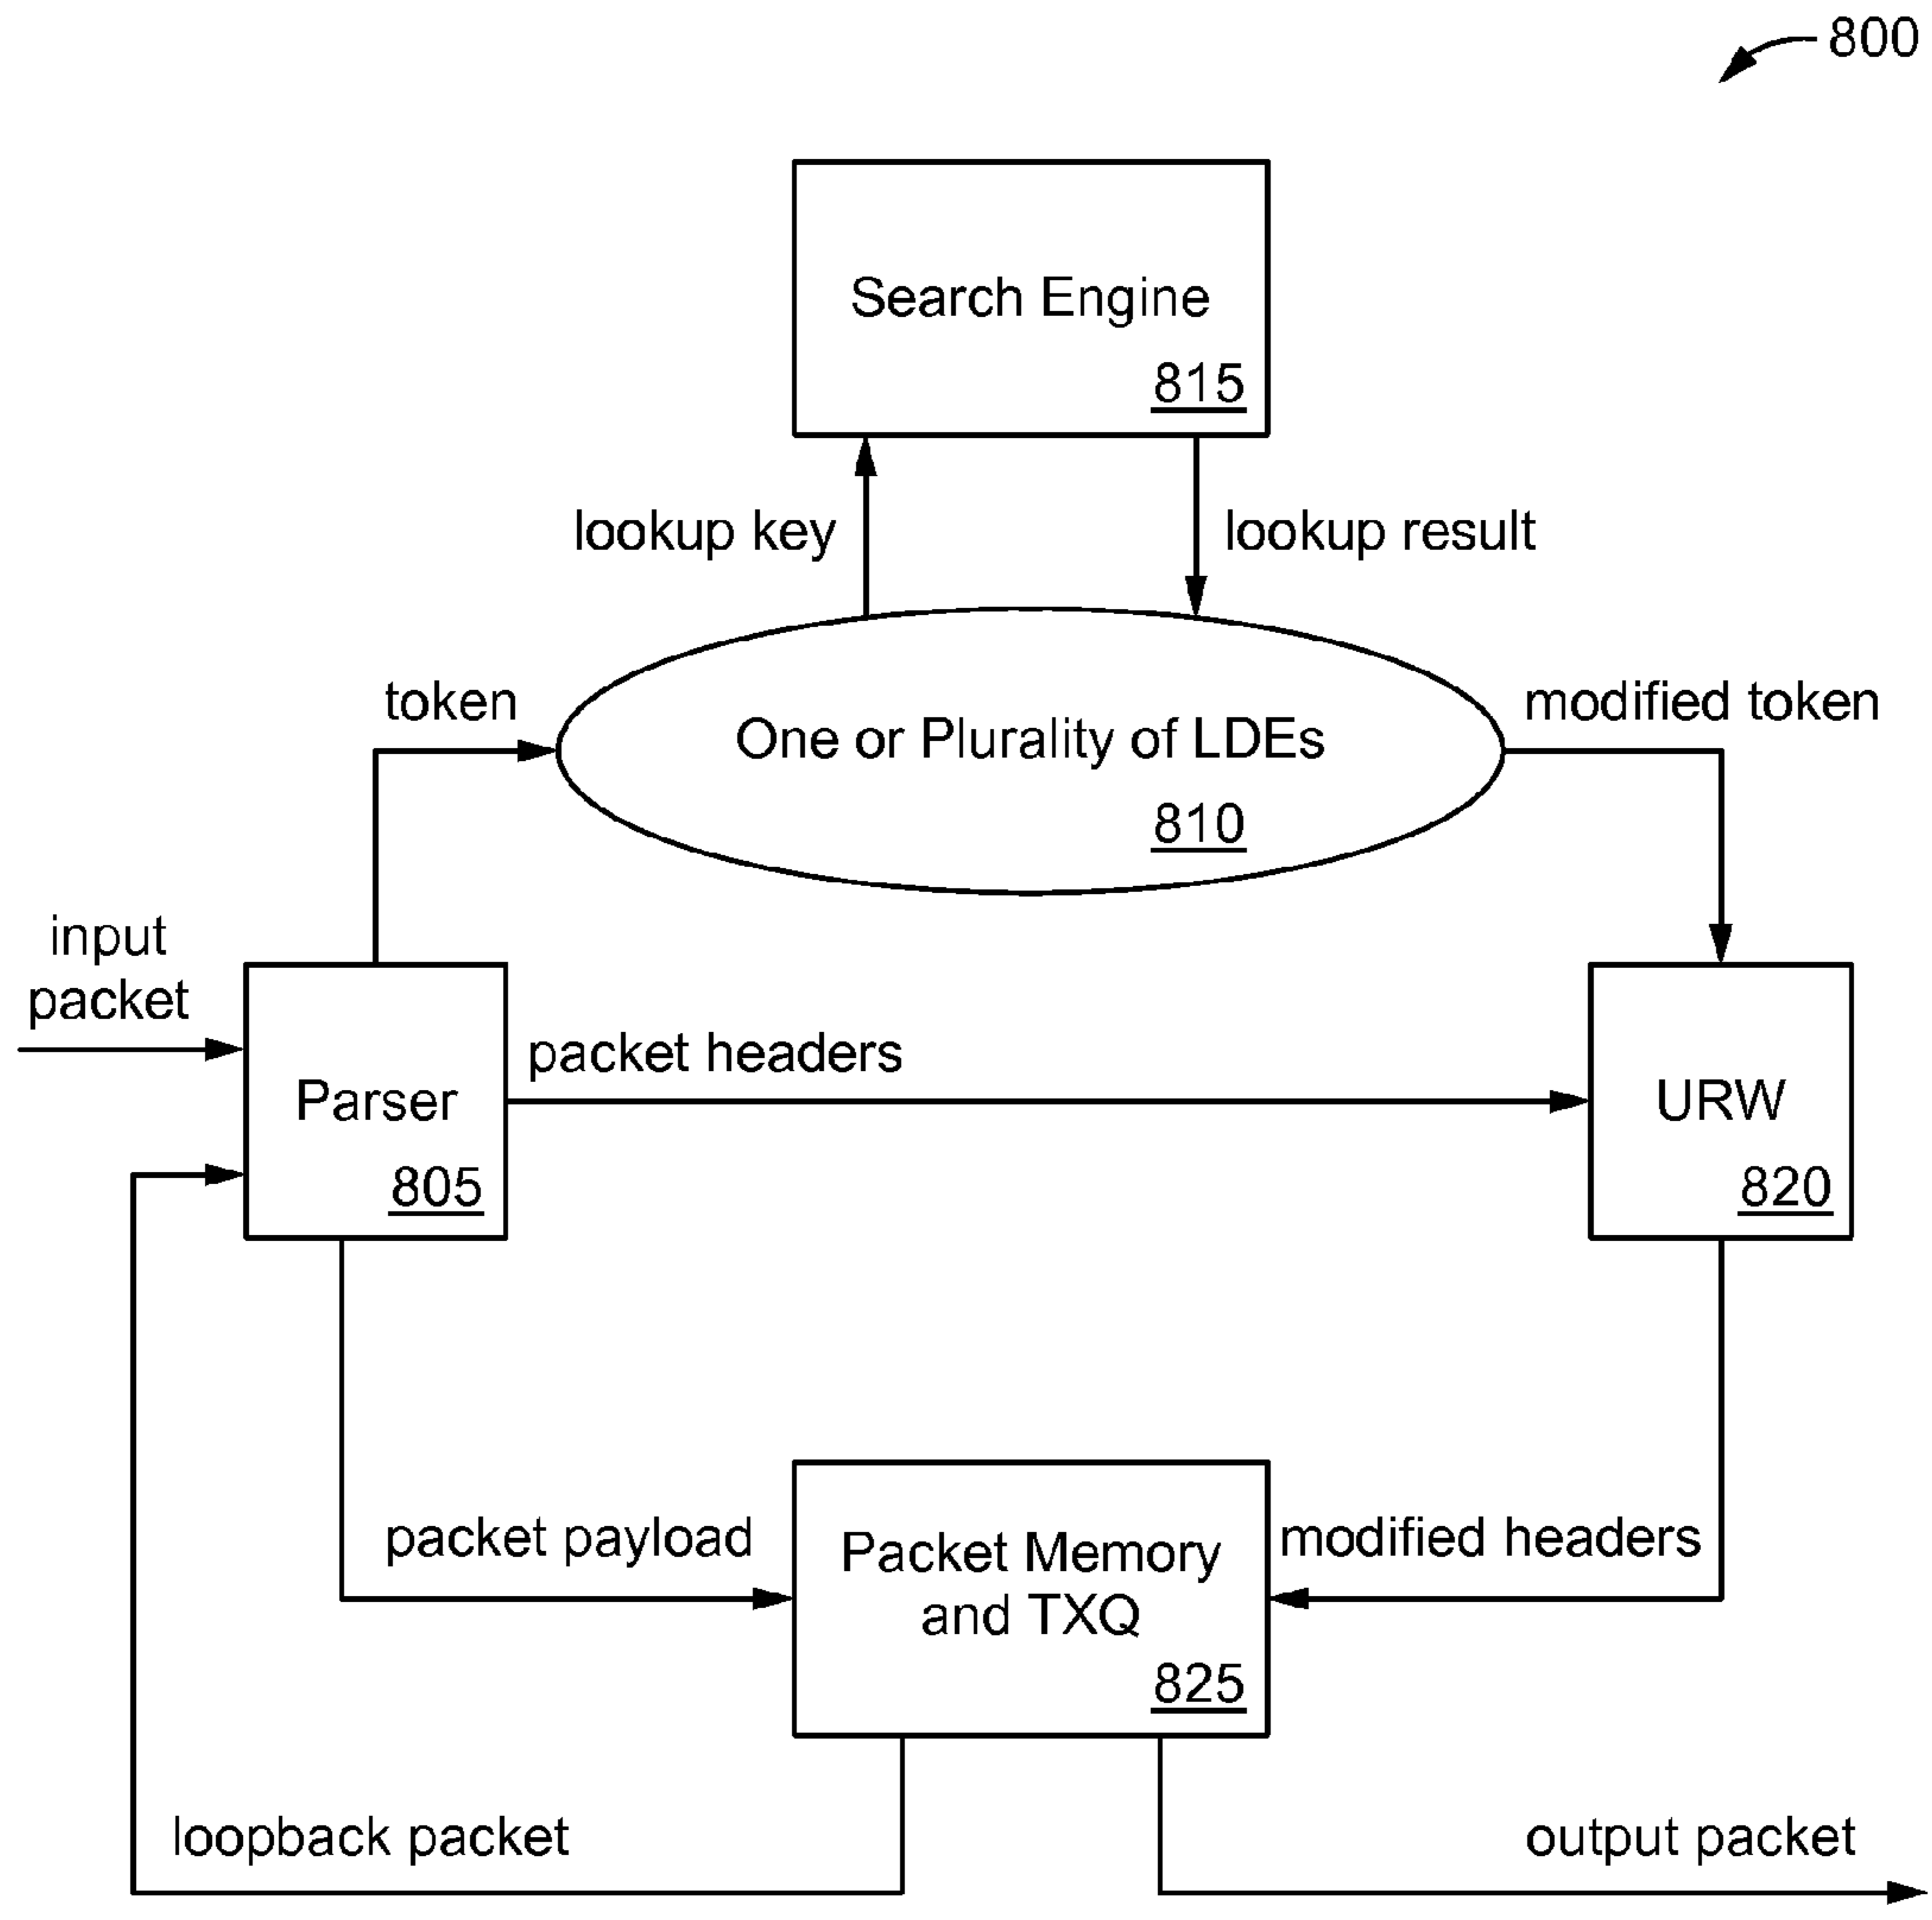 800
Search Engine
815
lookup key
lookup result
token
One or Plurality of LDEs
810
modified token
input
packet
Parser
805
packet headers
URW
820
packet payload
Packet Memory
and TXQ
825
modified headers
loopback packet
output packet